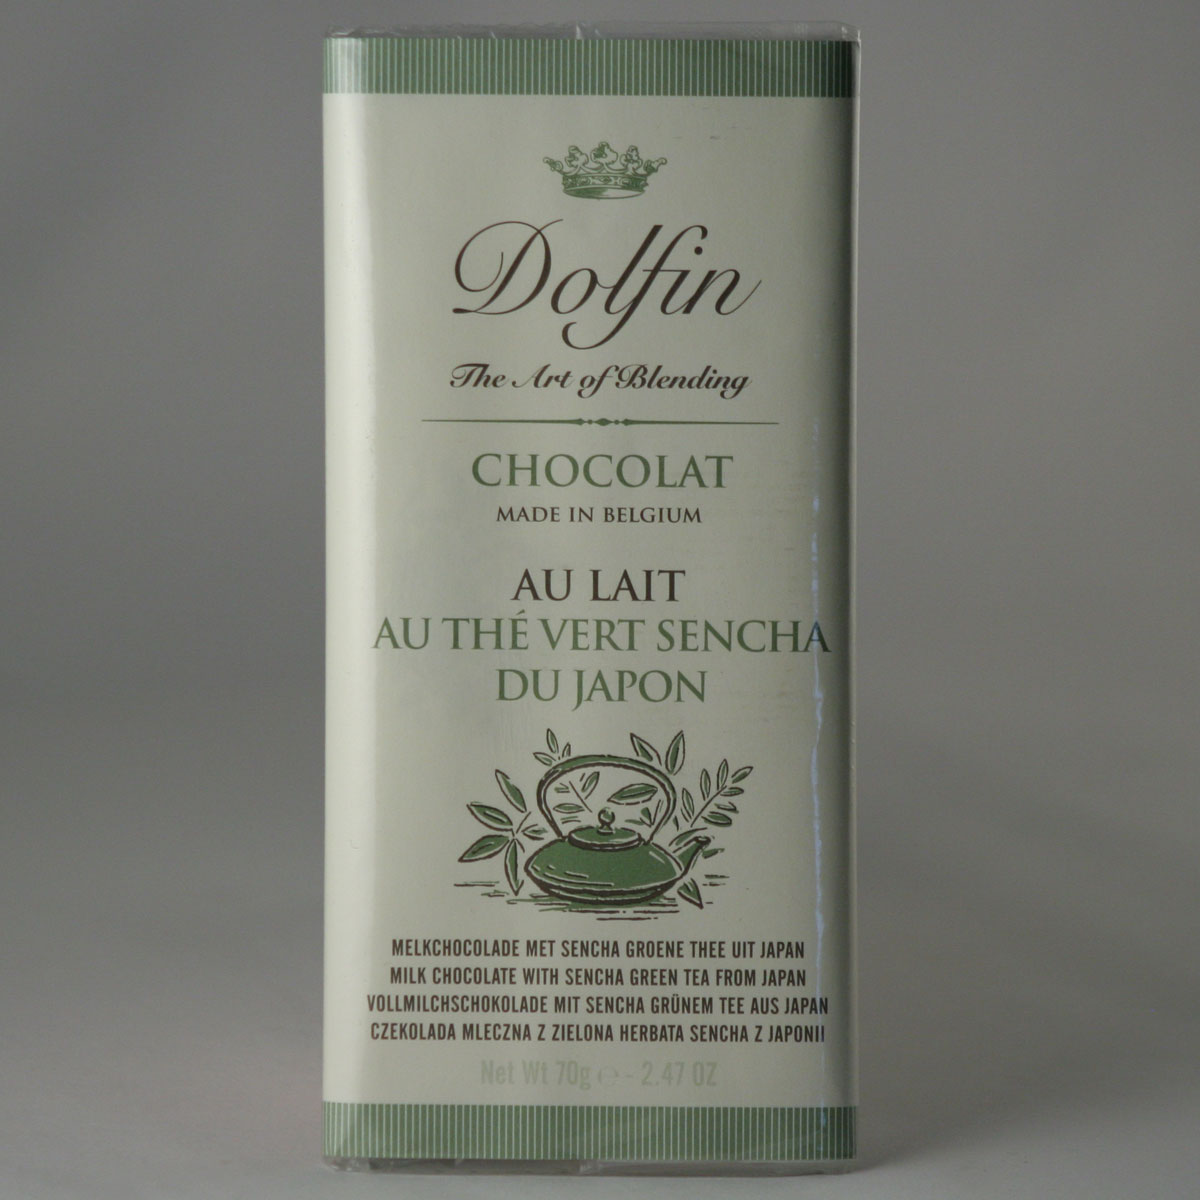 Dolfin
The Art of Blending
CHOCOLAT
MADE IN BELGIUM
AU LAIT
AU THÉ VERT SENCHA
DU JAPON
MELKCHOCOLADE MET SENCHA GROENE THEE UIT JAPAN
MILK CHOCOLATE WITH SENCHA GREEN TEA FROM JAPAN
VOLLMILCHSCHOKOLADE MIT SENCHA GRÜNEM TEE AUS JAPAN
CZEKOLADA MLECZNA Z ZIELONA HERBATA SENCHA Z JAPONII
Net Wt 70g ℮ - 2.47 OZ